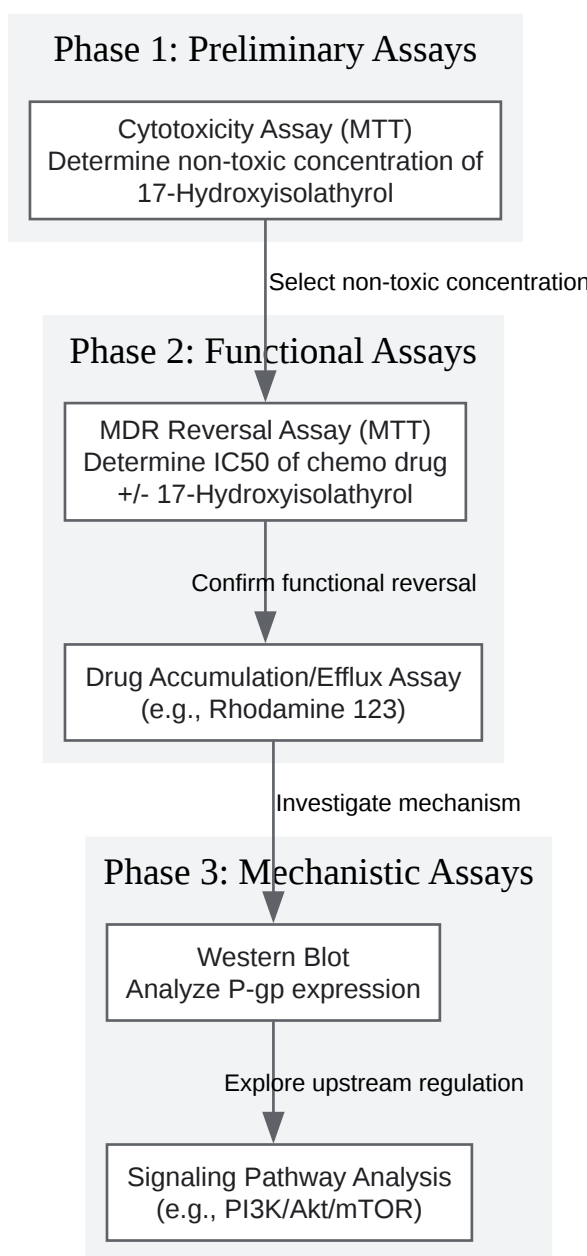 Phase 1: Preliminary Assays
Cytotoxicity Assay (MTT)
Determine non-toxic concentration of
17-Hydroxyisolathyrol
Select non-toxic concentration
Phase 2: Functional Assays
MDR Reversal Assay (MTT)
Determine IC50 of chemo drug
+/- 17-Hydroxyisolathyrol
Confirm functional reversal
Drug Accumulation/Efflux Assay
(e.g., Rhodamine 123)
Investigate mechanism
Phase 3: Mechanistic Assays
Western Blot
Analyze P-gp expression
Explore upstream regulation
Signaling Pathway Analysis
(e.g., PI3K/Akt/mTOR)